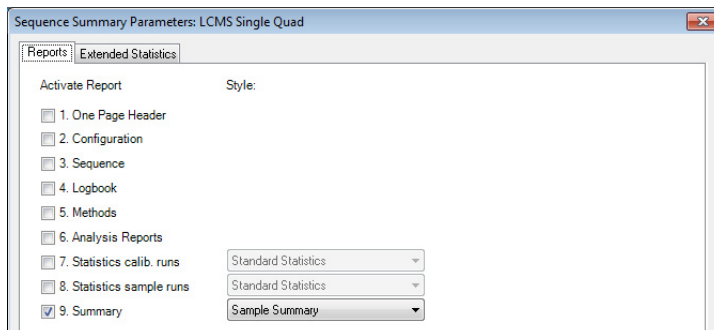 Sequence Summary Parameters: LCMS Single Quad
Reports Extended Statistics
Activate Report Style:
1. One Page Header
2. Configuration
3. Sequence
4. Logbook
5. Methods
6. Analysis Reports
7. Statistics calib. runs Standard Statistics
8. Statistics sample runs Standard Statistics
9. Summary Sample Summary